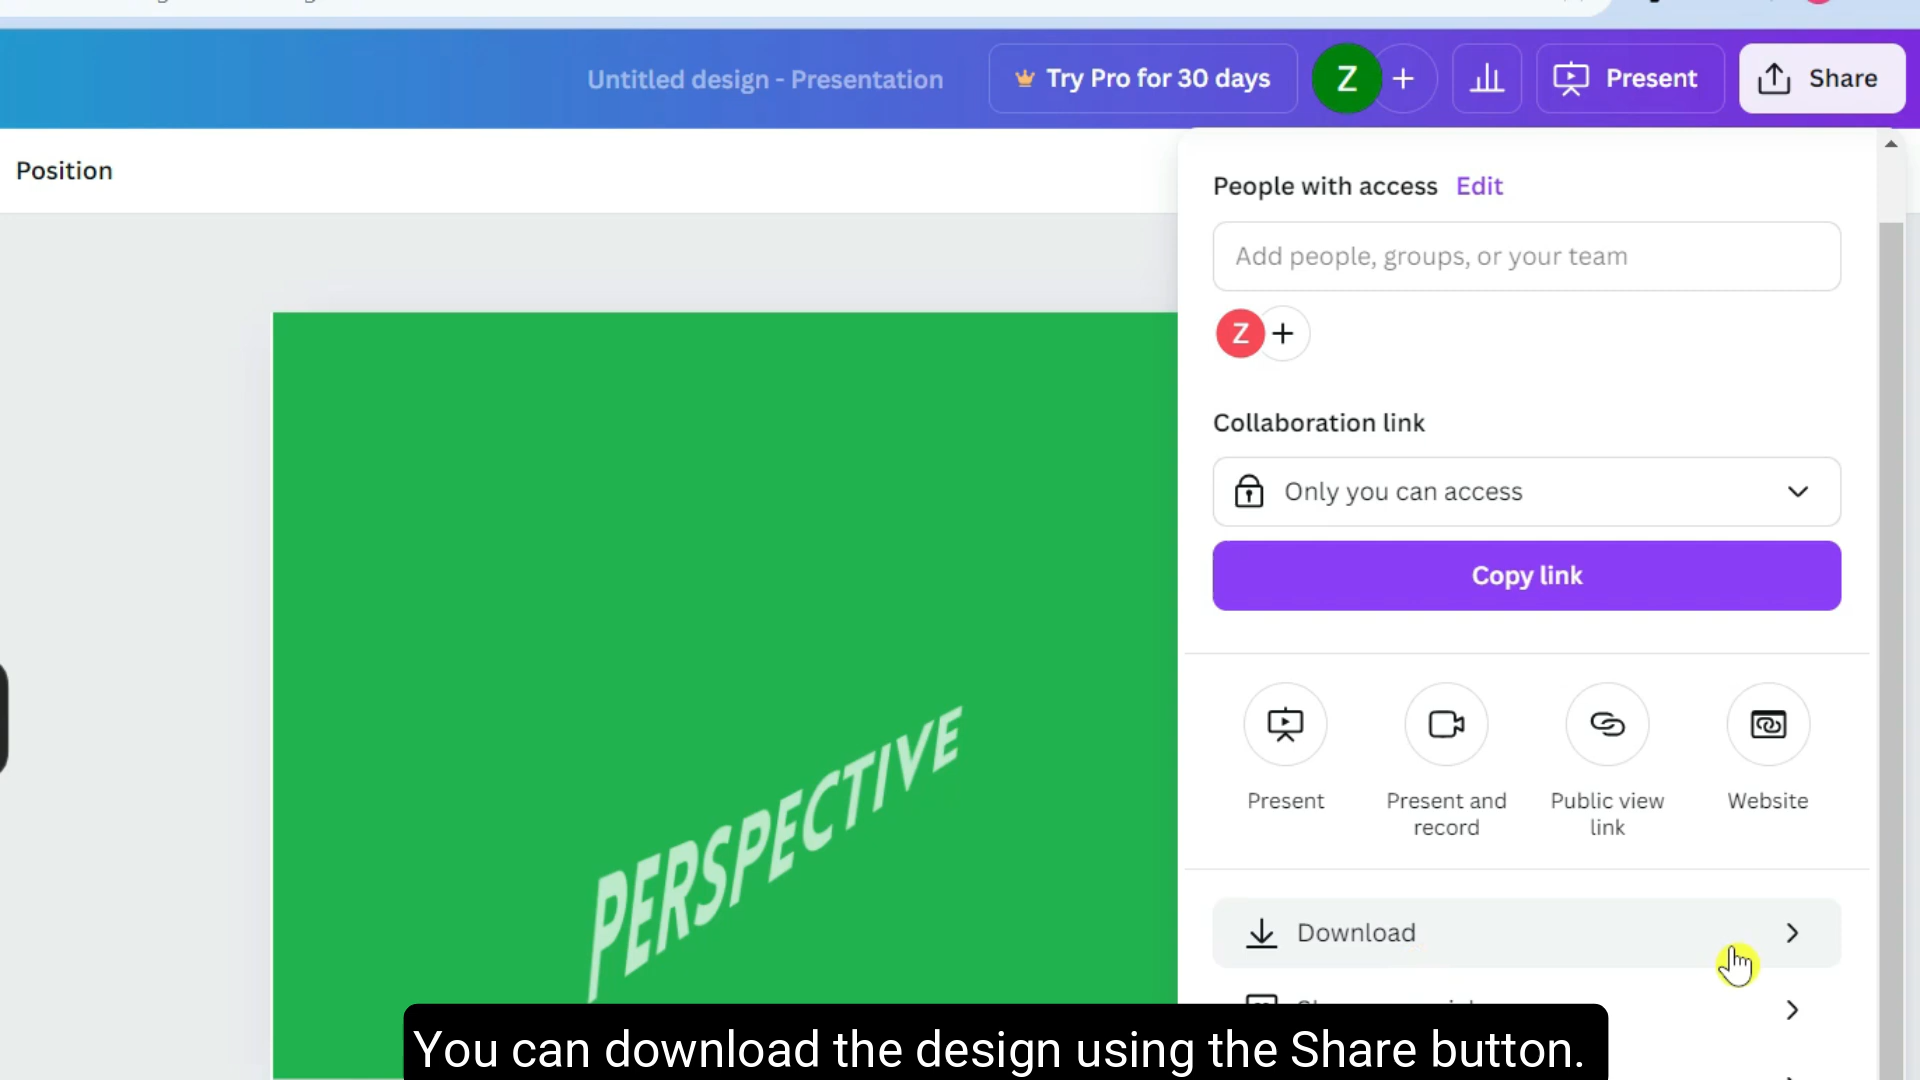 Untitled design - Presentation
Try Pro for 30 days
Z
Present
Share
Position
People with access Edit
Add people, groups, or your team
Z
Collaboration link
Only you can access
Copy link
Present
Present and record
Public view link
Website
PERSPECTIVE
Download
You can download the design using the Share button.